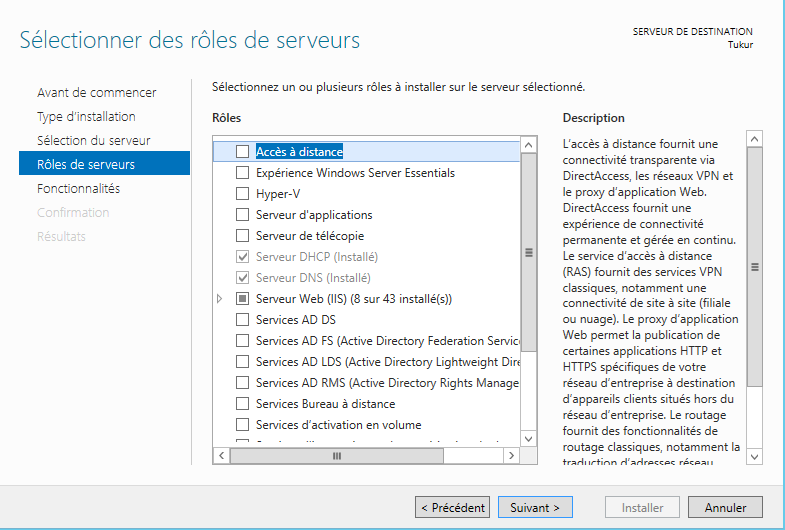 Sélectionner des rôles de serveurs
SERVEUR DE DESTINATION
Tukur
Avant de commencer
Type d'installation
Sélection du serveur
Rôles de serveurs
Fonctionnalités
Confirmation
Résultats
Sélectionnez un ou plusieurs rôles à installer sur le serveur sélectionné.
Rôles
Accès à distance
Expérience Windows Server Essentials
Hyper-V
Serveur d'applications
Serveur de télécopie
Serveur DHCP (Installé)
Serveur DNS (Installé)
Serveur Web (IIS) (8 sur 43 installé(s))
Services AD DS
Services AD FS (Active Directory Federation Servic
Services AD LDS (Active Directory Lightweight Dire
Services AD RMS (Active Directory Rights Manage
Services Bureau à distance
Services d'activation en volume
Description
L'accès à distance fournit une
connectivité transparente via
DirectAccess, les réseaux VPN et
le proxy d'application Web.
DirectAccess fournit une
expérience de connectivité
permanente et gérée en continu.
Le service d'accès à distance
(RAS) fournit des services VPN
classiques, notamment une
connectivité de site à site (filiale
ou nuage). Le proxy d'application
Web permet la publication de
certaines applications HTTP et
HTTPS spécifiques de votre
réseau d'entreprise à destination
d'appareils clients situés hors du
réseau d'entreprise. Le routage
fournit des fonctionnalités de
routage classiques, notamment la
traduction d'adresses réseau
< Précédent
Suivant >
Installer
Annuler